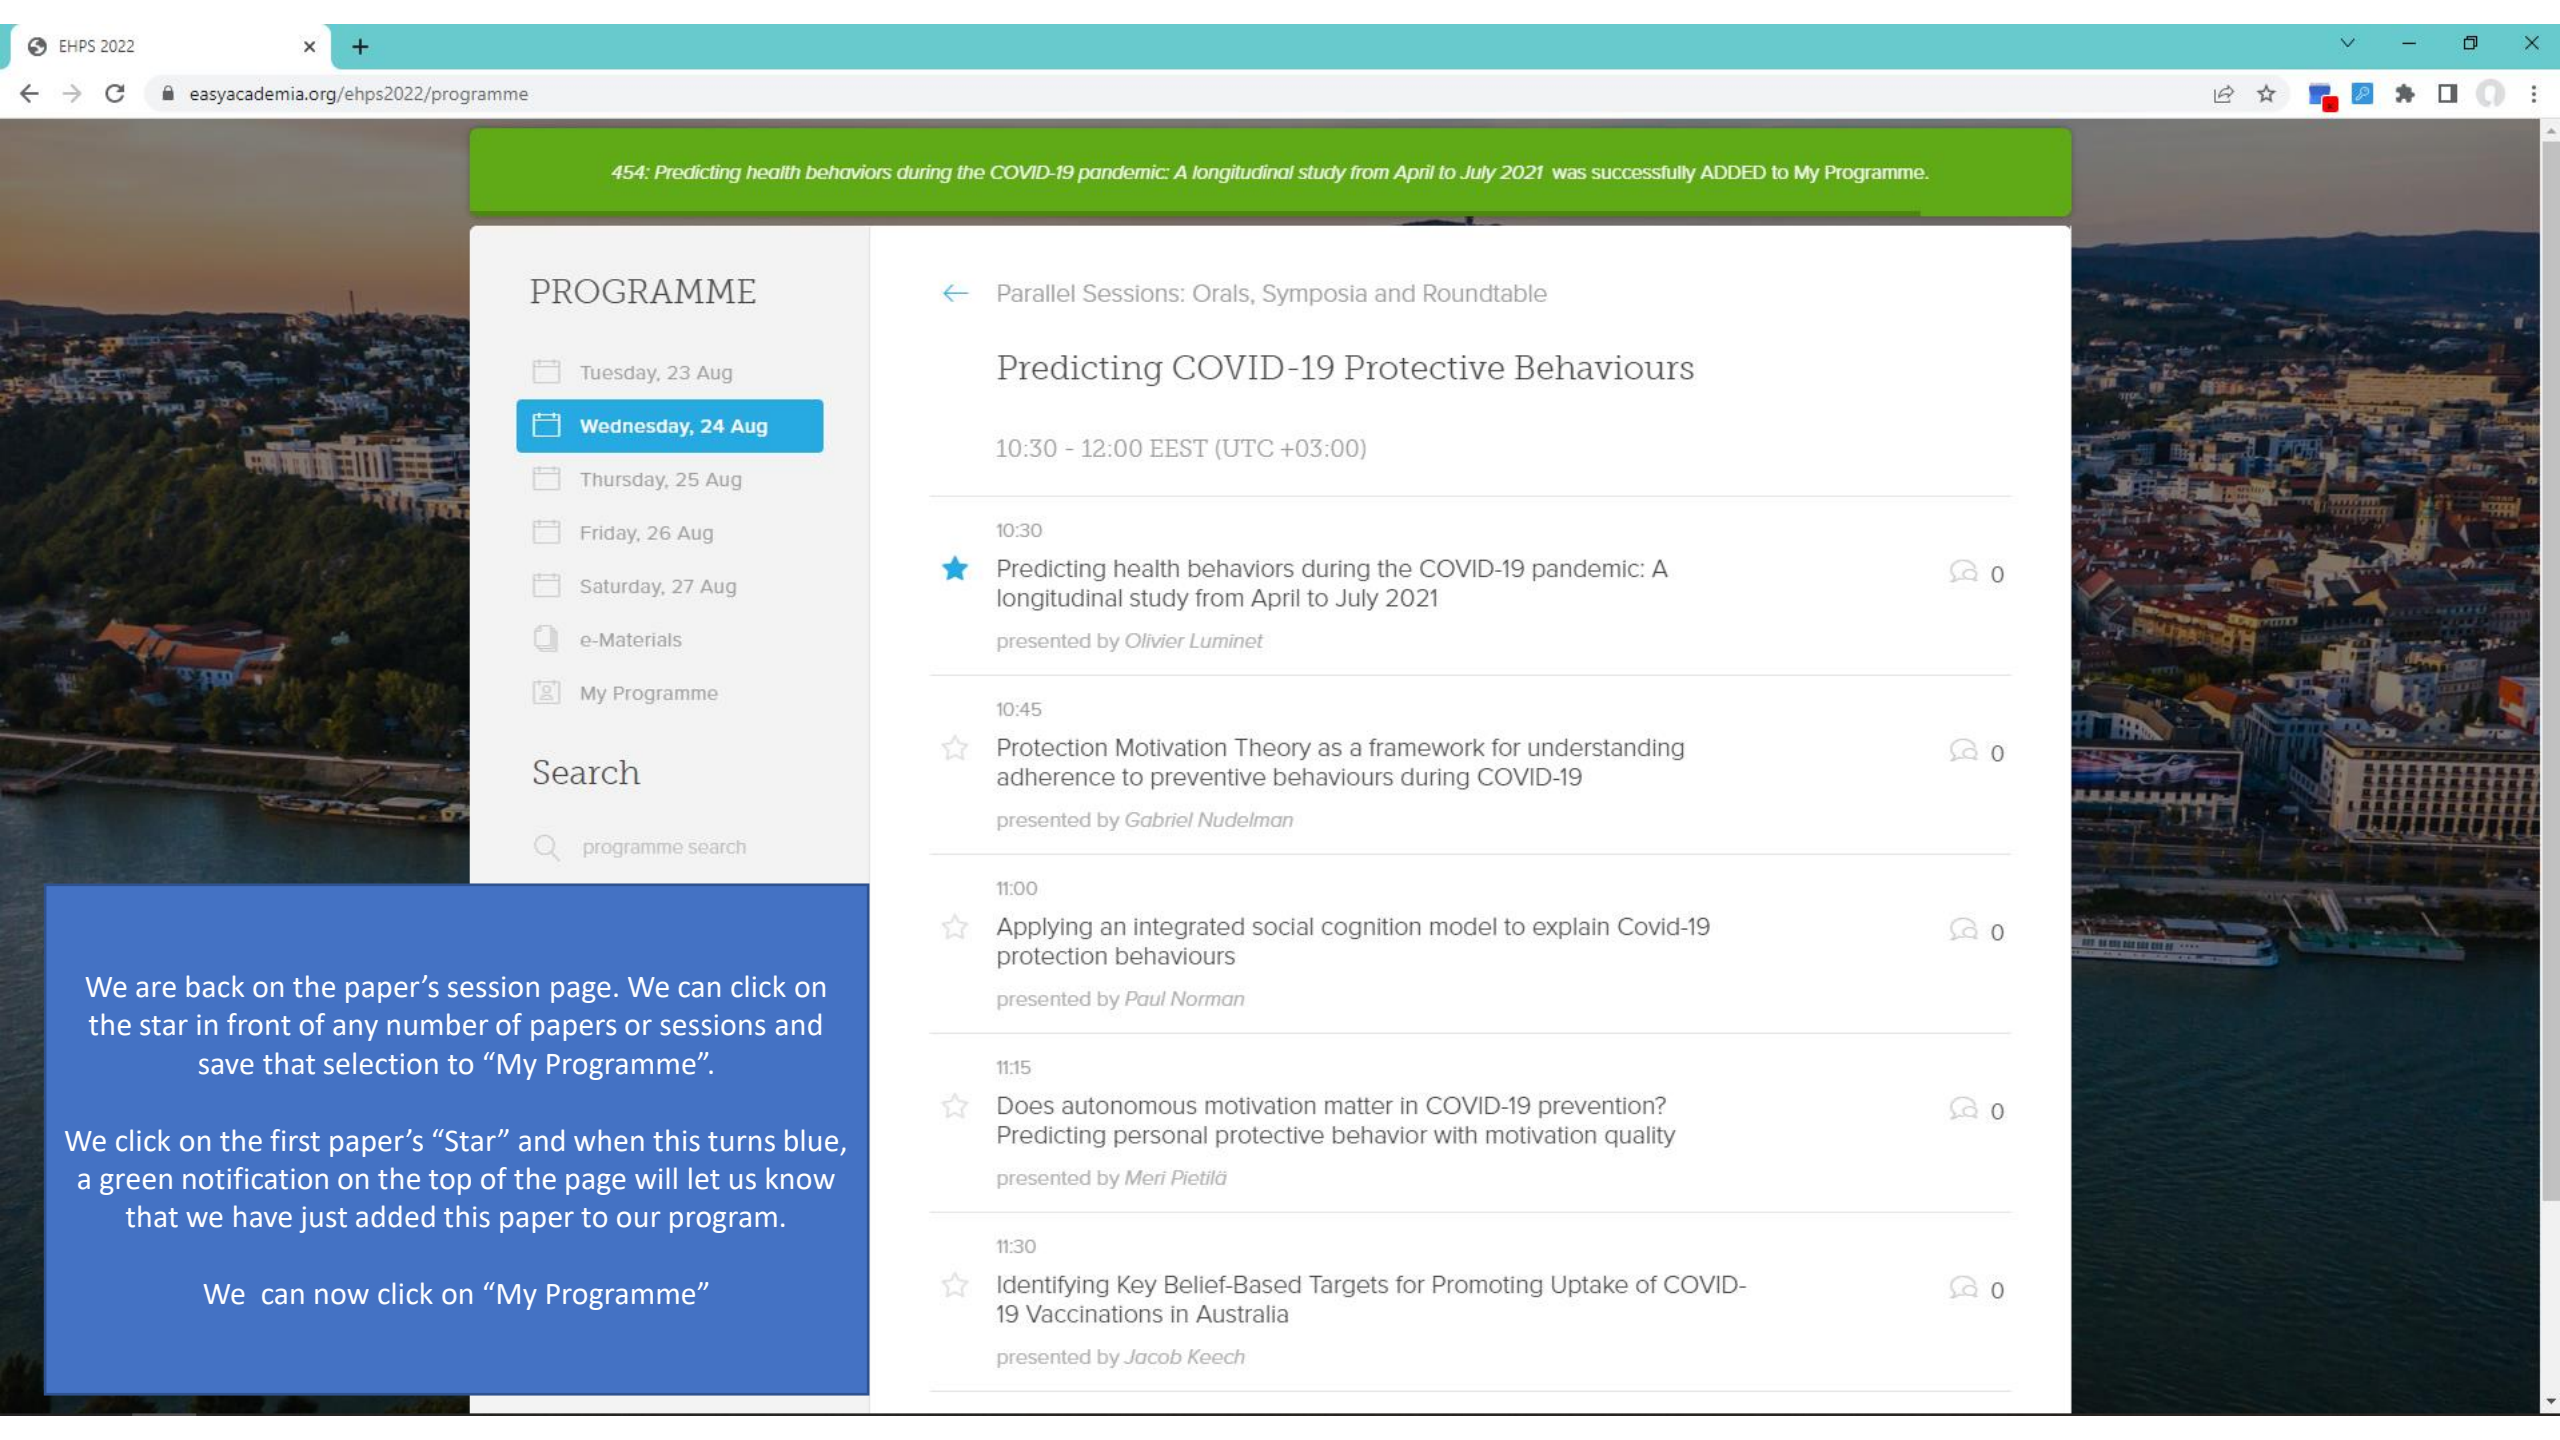 EHPS 2022
easyacademia.org/ehps2022/programme
454: Predicting health behaviors during the COVID-19 pandemic: A longitudinal study from April to July 2021 was successfully ADDED to My Programme.
PROGRAMME
Tuesday, 23 Aug
Wednesday, 24 Aug
Thursday, 25 Aug
Friday, 26 Aug
Saturday, 27 Aug
e-Materials
My Programme
Search
programme search
We are back on the paper’s session page. We can click on
the star in front of any number of papers or sessions and
save that selection to “My Programme”.
We click on the first paper’s “Star” and when this turns blue,
a green notification on the top of the page will let us know
that we have just added this paper to our program.
We can now click on “My Programme”
Parallel Sessions: Orals, Symposia and Roundtable
Predicting COVID-19 Protective Behaviours
10:30 - 12:00 EEST (UTC +03:00)
10:30
Predicting health behaviors during the COVID-19 pandemic: A
longitudinal study from April to July 2021
0
presented by Olivier Luminet
10:45
Protection Motivation Theory as a framework for understanding
adherence to preventive behaviours during COVID-19
0
presented by Gabriel Nudelman
11:00
Applying an integrated social cognition model to explain Covid-19
protection behaviours
0
presented by Paul Norman
11:15
Does autonomous motivation matter in COVID-19 prevention?
Predicting personal protective behavior with motivation quality
0
presented by Meri Pietilä
11:30
Identifying Key Belief-Based Targets for Promoting Uptake of COVID-
19 Vaccinations in Australia
0
presented by Jacob Keech